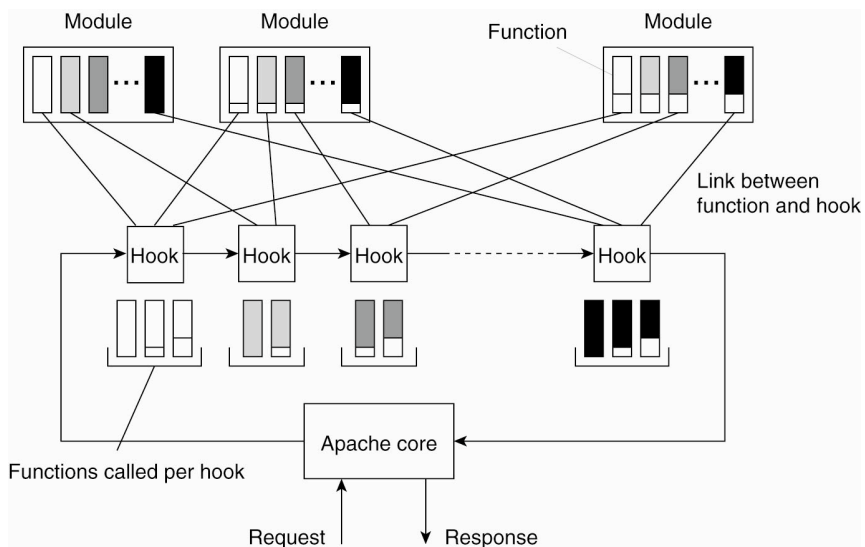 Module
Module
Function
Module
...
...
...
Link between
function and hook
Hook
Hook
Hook
Hook
Apache core
Functions called per hook
Request
Response